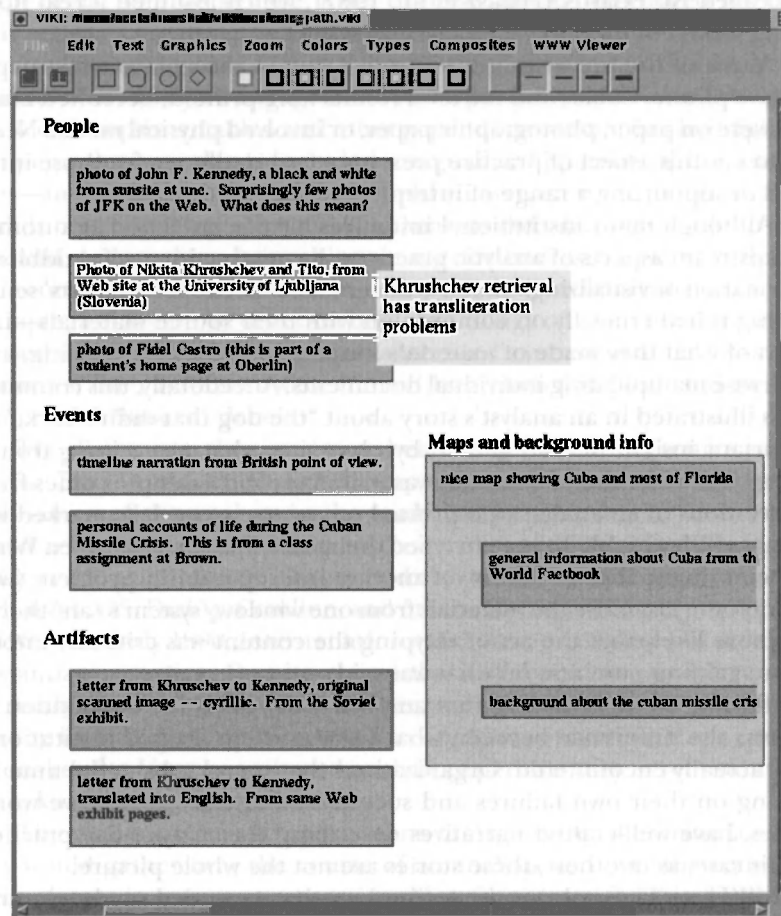 VIKI: path.viki
File Edit Text Graphics Zoom Colors Types Composites WWW Viewer
People
photo of John F. Kennedy, a black and white
from sunsite at unc. Surprisingly few photos
of JFK on the Web. What does this mean?
Photo of Nikita Khrushchev and Tito, from
Web site at the University of Ljubljana
(Slovenia)
Khrushchev retrieval
transliteration
problems
photo of Fidel Castro (this is part of a
student's home page at Oberlin)
Events
timeline narration from British point of view.
personal accounts of life during the Cuban
Missile Crisis. This is from a class
assignment at Brown.
Maps and background info
nice map showing Cuba and most of Florida
general information about Cuba from th
World Factbook
background about the cuban missile cris
Artifacts
letter from Khruschev to Kennedy, original
scanned image -- cyrillic. From the Soviet
exhibit.
letter from Khruschev to Kennedy,
translated into English. From same Web
exhibit pages.